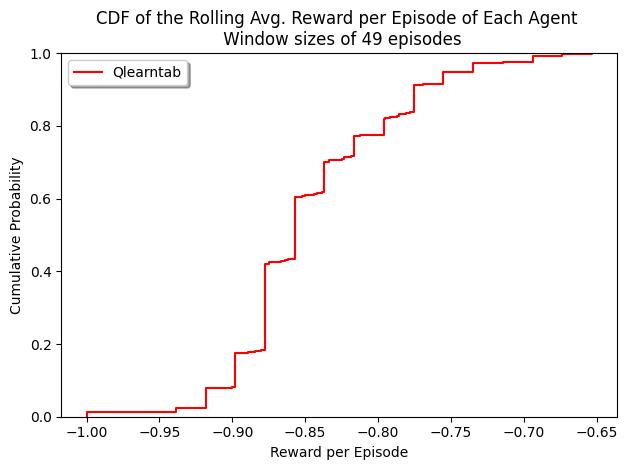 CDF of the Rolling Avg. Reward per Episode of Each Agent
Window sizes of 49 episodes
Qlearntab
Cumulative Probability
1.0
0.8
0.6
0.4
0.2
0.0
−1.00 −0.95 −0.90 −0.85 −0.80 −0.75 −0.70 −0.65
Reward per Episode